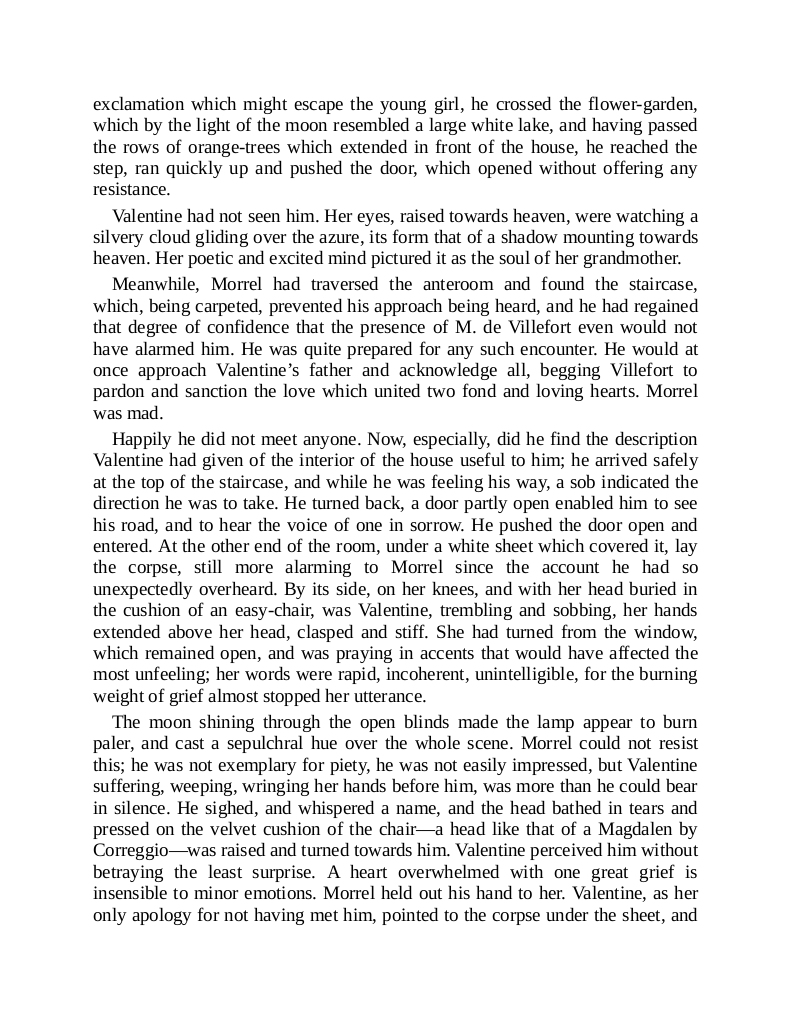 exclamation which might escape the young girl, he crossed the flower-garden,
which by the light of the moon resembled a large white lake, and having passed
the rows of orange-trees which extended in front of the house, he reached the
step, ran quickly up and pushed the door, which opened without offering any
resistance.
Valentine had not seen him. Her eyes, raised towards heaven, were watching a
silvery cloud gliding over the azure, its form that of a shadow mounting towards
heaven. Her poetic and excited mind pictured it as the soul of her grandmother.
Meanwhile, Morrel had traversed the anteroom and found the staircase,
which, being carpeted, prevented his approach being heard, and he had regained
that degree of confidence that the presence of M. de Villefort even would not
have alarmed him. He was quite prepared for any such encounter. He would at
once approach Valentine’s father and acknowledge all, begging Villefort to
pardon and sanction the love which united two fond and loving hearts. Morrel
was mad.
Happily he did not meet anyone. Now, especially, did he find the description
Valentine had given of the interior of the house useful to him; he arrived safely
at the top of the staircase, and while he was feeling his way, a sob indicated the
direction he was to take. He turned back, a door partly open enabled him to see
his road, and to hear the voice of one in sorrow. He pushed the door open and
entered. At the other end of the room, under a white sheet which covered it, lay
the corpse, still more alarming to Morrel since the account he had so
unexpectedly overheard. By its side, on her knees, and with her head buried in
the cushion of an easy-chair, was Valentine, trembling and sobbing, her hands
extended above her head, clasped and stiff. She had turned from the window,
which remained open, and was praying in accents that would have affected the
most unfeeling; her words were rapid, incoherent, unintelligible, for the burning
weight of grief almost stopped her utterance.
The moon shining through the open blinds made the lamp appear to burn
paler, and cast a sepulchral hue over the whole scene. Morrel could not resist
this; he was not exemplary for piety, he was not easily impressed, but Valentine
suffering, weeping, wringing her hands before him, was more than he could bear
in silence. He sighed, and whispered a name, and the head bathed in tears and
pressed on the velvet cushion of the chair—a head like that of a Magdalen by
Correggio—was raised and turned towards him. Valentine perceived him without
betraying the least surprise. A heart overwhelmed with one great grief is
insensible to minor emotions. Morrel held out his hand to her. Valentine, as her
only apology for not having met him, pointed to the corpse under the sheet, and